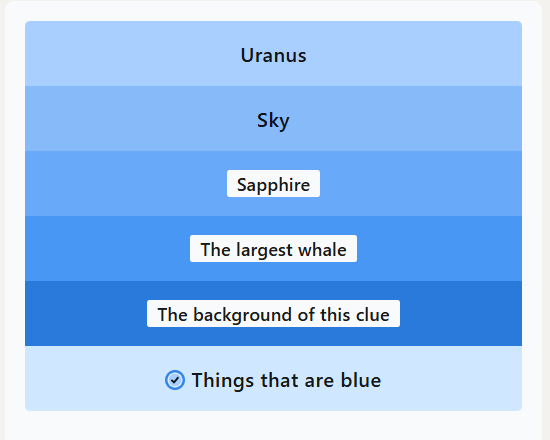 Uranus
Sky
Sapphire
The largest whale
The background of this clue
Things that are blue